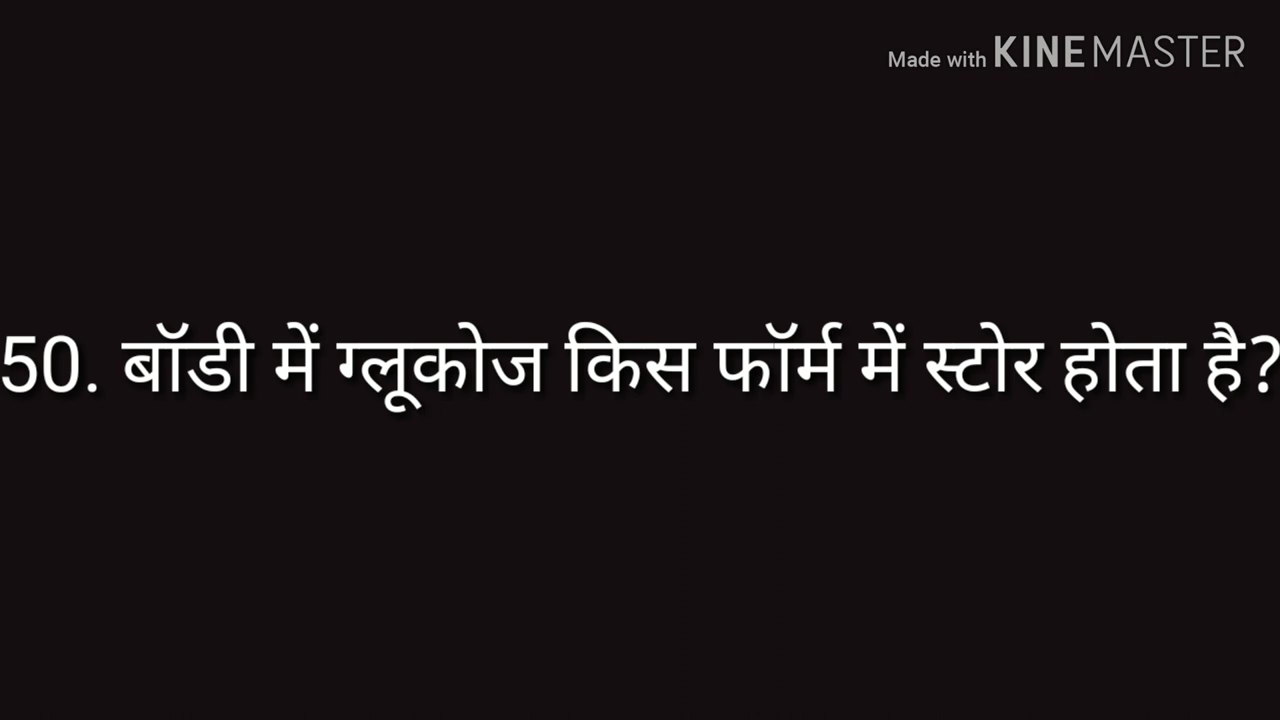 Made with KINEMASTER
50. बॉडी में ग्लूकोज किस फॉर्म में स्टोर होता है?